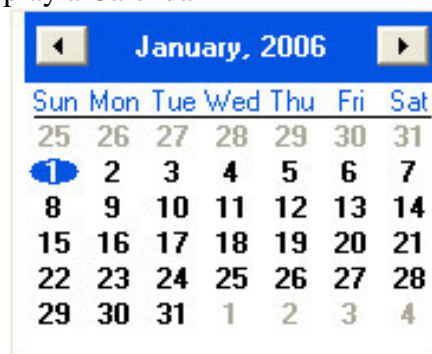 January, 2006
Sun Mon Tue Wed Thu Fri Sat
25 26 27 28 29 30 31
1 2 3 4 5 6 7
8 9 10 11 12 13 14
15 16 17 18 19 20 21
22 23 24 25 26 27 28
29 30 31 1 2 3 4